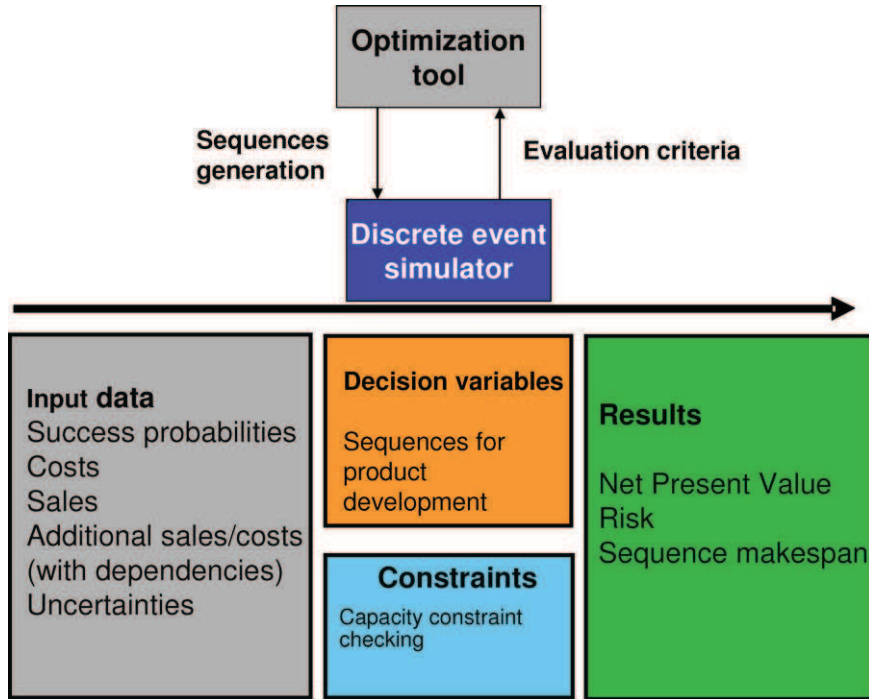 Optimization
tool
Sequences
generation
Evaluation criteria
Discrete event
simulator
Input data
Success probabilities
Costs
Sales
Additional sales/costs
(with dependencies)
Uncertainties
Decision variables
Sequences for
product
development
Constraints
Capacity constraint
checking
Results
Net Present Value
Risk
Sequence makespan